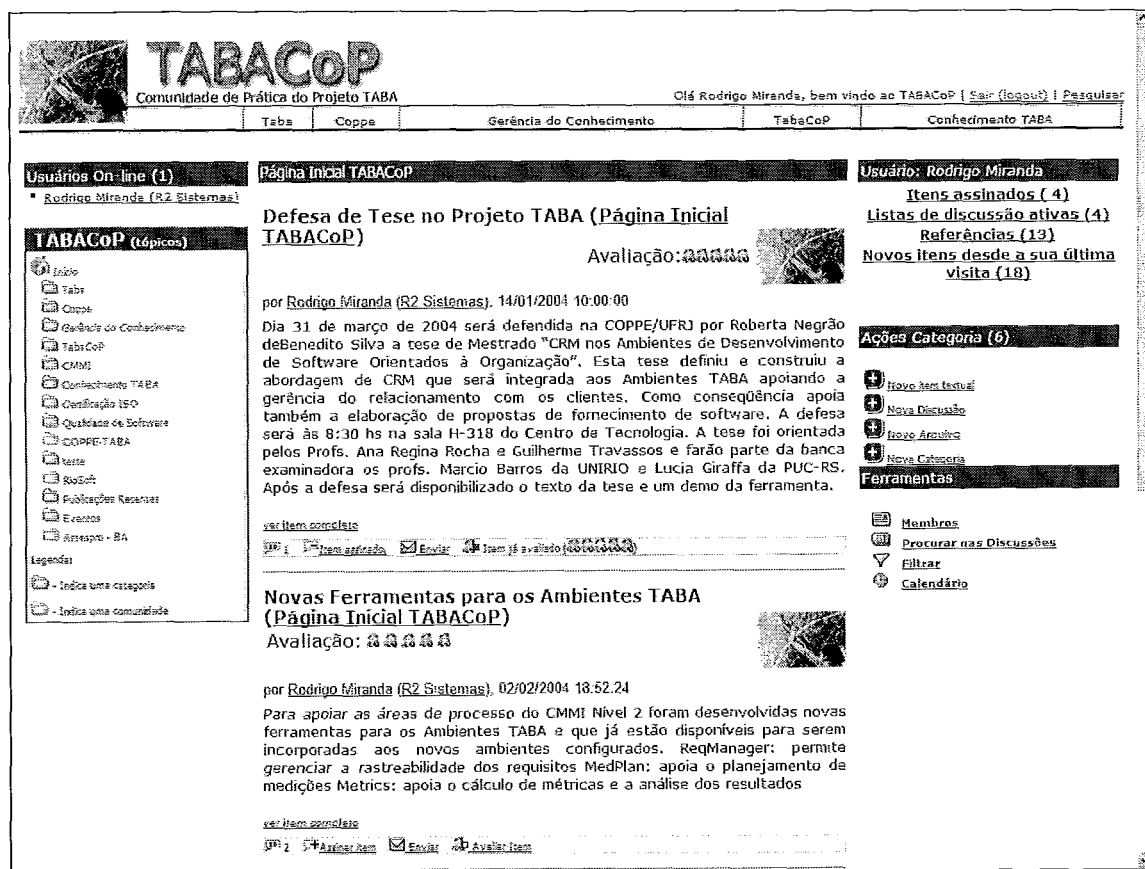 TABACoP
Comunidade de Prática do Projeto TABA
Olá Rodrigo Miranda, bem vindo ao TABACoP | Sair (logout) | Pesquisar
Taba Coppe Gerência do Conhecimento TabaCoP Conhecimento TABA
Usuários On-line (1)
Rodrigo Miranda (R2 Sistemas)
TABACoP (tópicos)
Início
Taba
Coppe
Gerência do Conhecimento
TabaCoP
CMMI
Conhecimento TABA
Certificação ISO
Qualidade de Software
COPPE-TABA
teste
RioSoft
Publicações Recentes
Eventos
Assespro - BA
Legenda:
- Indica uma categoria
- Indica uma comunidade
Página Inicial TABACoP
Defesa de Tese no Projeto TABA (Página Inicial
TABACoP)
Avaliação:
por Rodrigo Miranda (R2 Sistemas), 14/01/2004 10:00:00
Dia 31 de março de 2004 será defendida na COPPE/UFRJ por Roberta Negrão
deBenedito Silva a tese de Mestrado "CRM nos Ambientes de Desenvolvimento
de Software Orientados à Organização". Esta tese definiu e construiu a
abordagem de CRM que será integrada aos Ambientes TABA apoiando a
gerência do relacionamento com os clientes. Como conseqüência apoia
também a elaboração de propostas de fornecimento de software. A defesa
será às 8:30 hs na sala H-318 do Centro de Tecnologia. A tese foi orientada
pelos Profs. Ana Regina Rocha e Guilherme Travassos e farão parte da banca
examinadora os profs. Marcio Barros da UNIRIO e Lucia Giraffa da PUC-RS.
Após a defesa será disponibilizado o texto da tese e um demo da ferramenta.
ver item completo
1 Item assinado Enviar Item já avaliado ( )
Novas Ferramentas para os Ambientes TABA
(Página Inicial TABACoP)
Avaliação:
por Rodrigo Miranda (R2 Sistemas), 02/02/2004 18:52:24
Para apoiar as áreas de processo do CMMI Nível 2 foram desenvolvidas novas
ferramentas para os Ambientes TABA e que já estão disponíveis para serem
incorporadas aos novos ambientes configurados. ReqManager: permite
gerenciar a rastreabilidade dos requisitos MedPlan: apoia o planejamento de
medições Metrics: apoia o cálculo de métricas e a análise dos resultados
ver item completo
2 Assinar item Enviar Avaliar Item
Usuário: Rodrigo Miranda
Itens assinados ( 4)
Listas de discussão ativas (4)
Referências (13)
Novos itens desde a sua última
visita (18)
Ações Categoria (6)
Novo item textual
Nova Discussão
Novo Arquivo
Nova Categoria
Ferramentas
Membros
Procurar nas Discussões
Filtrar
Calendário